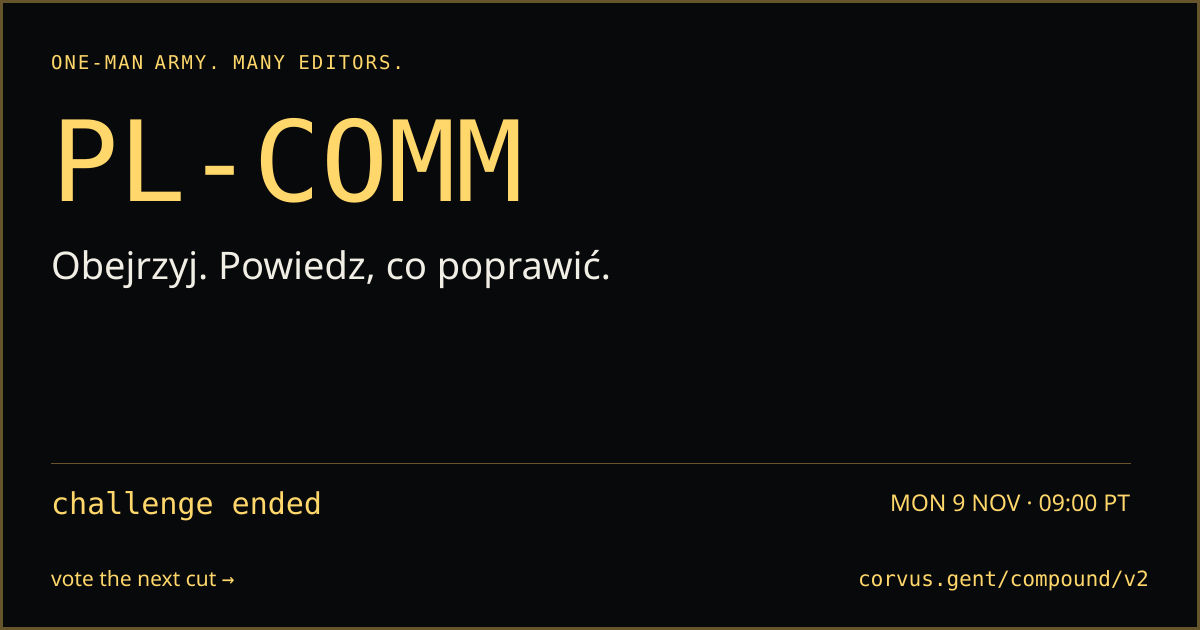 ONE-MAN ARMY. MANY EDITORS.
PL-COMM
Obejrzyj. Powiedz, co poprawić.
challenge ended
MON 9 NOV · 09:00 PT
vote the next cut →
corvus.gent/compound/v2